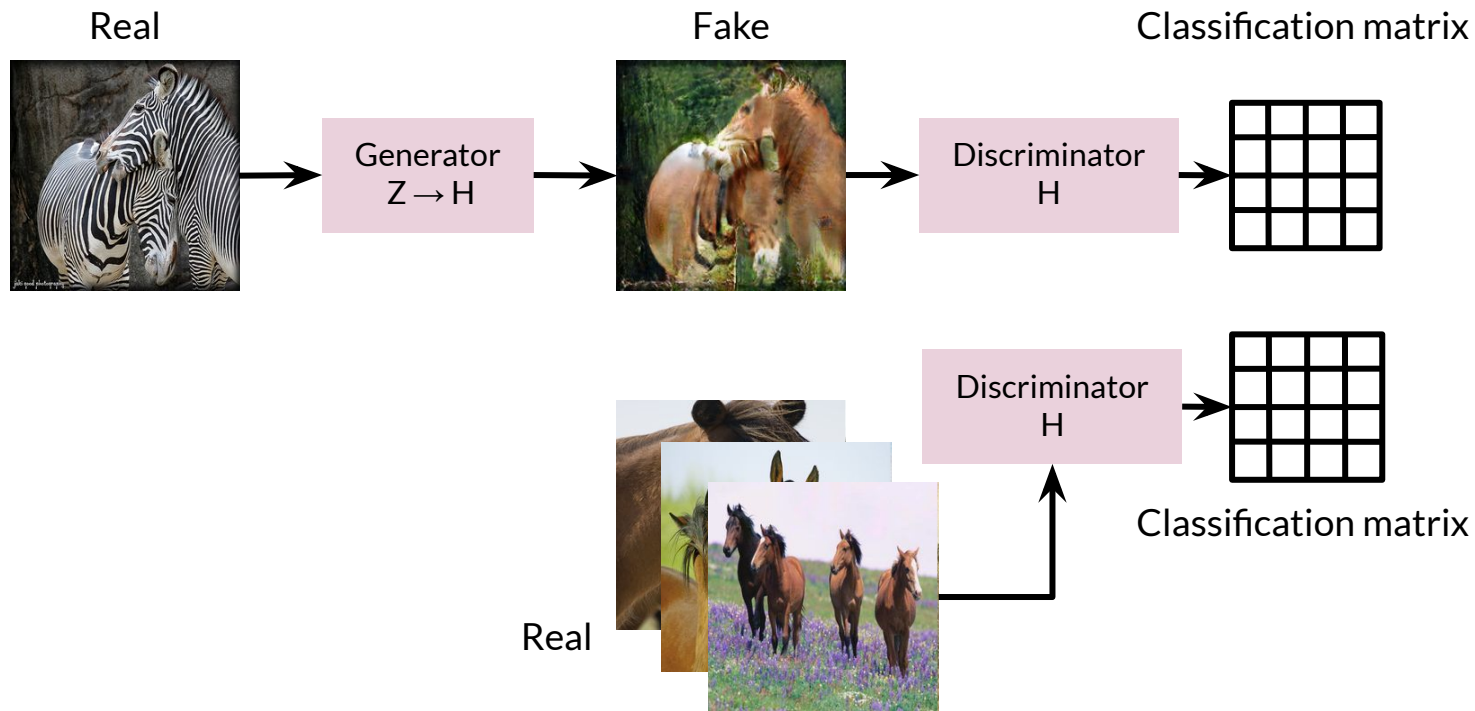 Real
Fake
Classification matrix
Generator
Z → H
Discriminator
H
Discriminator
H
Classification matrix
Real